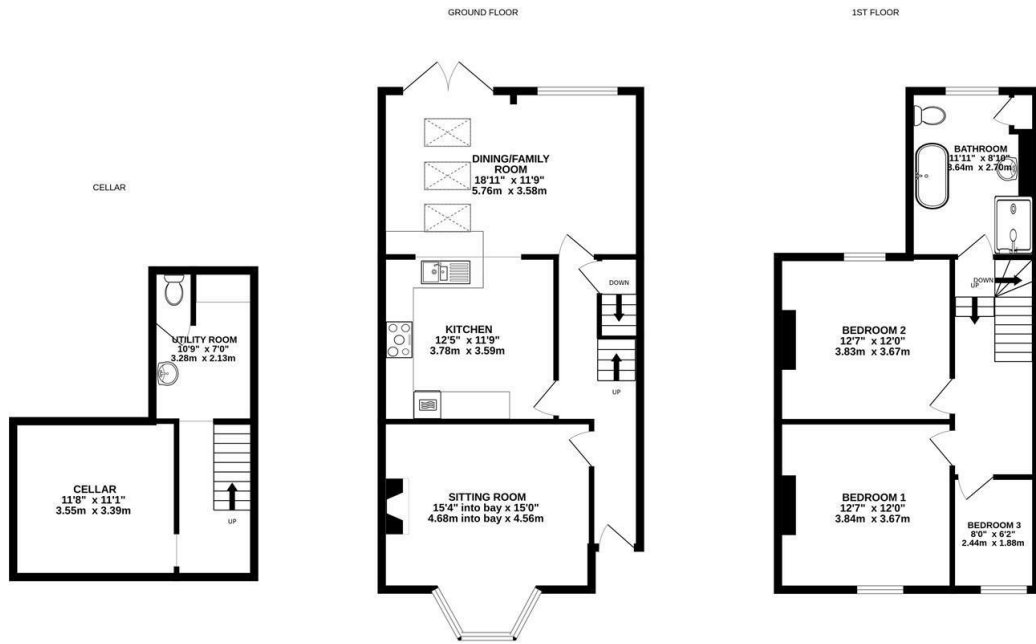 CELLAR
UTILITY ROOM
10'9" x 7'0"
3.28m x 2.13m
CELLAR
11'8" x 11'1"
3.55m x 3.39m
UP
GROUND FLOOR
DINING/FAMILY
ROOM
18'11" x 11'9"
5.76m x 3.58m
DOWN
KITCHEN
12'5" x 11'9"
3.78m x 3.59m
UP
SITTING ROOM
15'4" into bay x 15'0"
4.68m into bay x 4.56m
1ST FLOOR
BATHROOM
11'11" x 8'10"
3.64m x 2.70m
DOWN
UP
BEDROOM 2
12'7" x 12'0"
3.83m x 3.67m
BEDROOM 1
12'7" x 12'0"
3.84m x 3.67m
BEDROOM 3
8'0" x 6'2"
2.44m x 1.88m